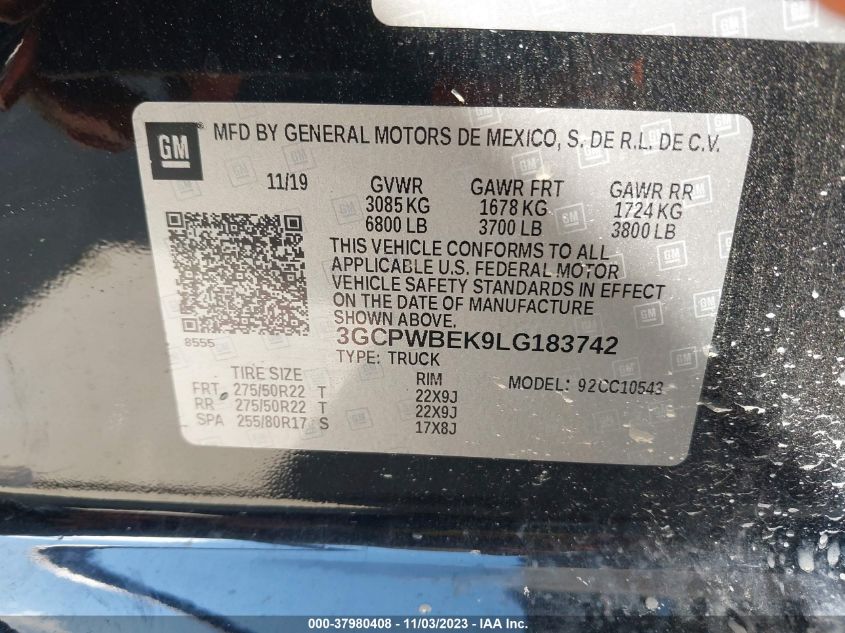 GM
MFD BY GENERAL MOTORS DE MEXICO, S. DE R.L. DE C.V.
11/19 GVWR GAWR FRT GAWR RR
3085 KG 1678 KG 1724 KG
6800 LB 3700 LB 3800 LB
THIS VEHICLE CONFORMS TO ALL
APPLICABLE U.S. FEDERAL MOTOR
VEHICLE SAFETY STANDARDS IN EFFECT
ON THE DATE OF MANUFACTURE
SHOWN ABOVE.
8555
3GCPWBEK9LG183742
TYPE: TRUCK
TIRE SIZE RIM MODEL: 92CC10543
FRT 275/50R22 T 22X9J
RR 275/50R22 T 22X9J
SPA 255/80R17 S 17X8J
000-37980408 - 11/03/2023 - IAA Inc.